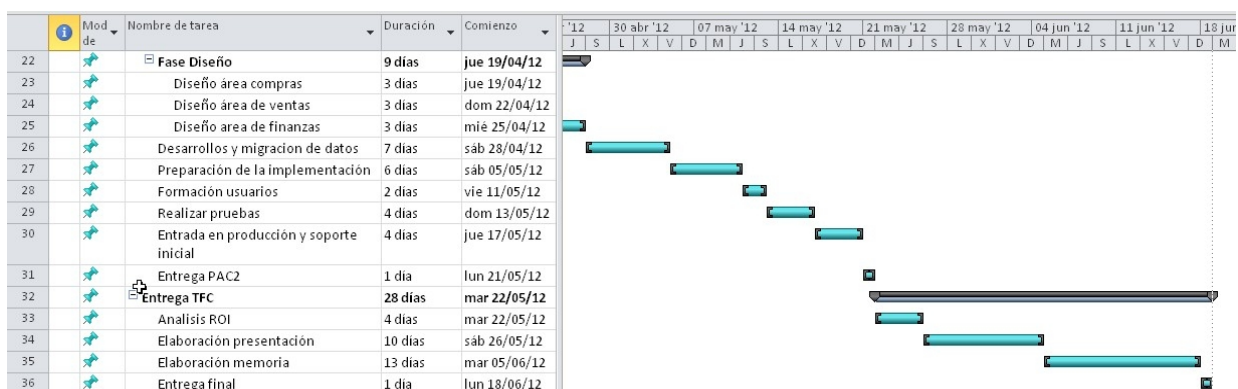 Mod Nombre de tarea Duración Comienzo '12 30 abr '12 07 may '12 14 may '12 21 may '12 28 may '12 04 jun '12 11 jun '12 18 jun
de J S L X V D M J S L X V D M J S L X V D M J S L X V D M
22 Fase Diseño 9 días jue 19/04/12
23 Diseño área compras 3 días jue 19/04/12
24 Diseño área de ventas 3 días dom 22/04/12
25 Diseño area de finanzas 3 días mié 25/04/12
26 Desarrollos y migracion de datos 7 días sáb 28/04/12
27 Preparación de la implementación 6 días sáb 05/05/12
28 Formación usuarios 2 días vie 11/05/12
29 Realizar pruebas 4 días dom 13/05/12
30 Entrada en producción y soporte 4 días jue 17/05/12
inicial
31 Entrega PAC2 1 día lun 21/05/12
32 Entrega TFC 28 días mar 22/05/12
33 Analisis ROI 4 días mar 22/05/12
34 Elaboración presentación 10 días sáb 26/05/12
35 Elaboración memoria 13 días mar 05/06/12
36 Entrega final 1 día lun 18/06/12